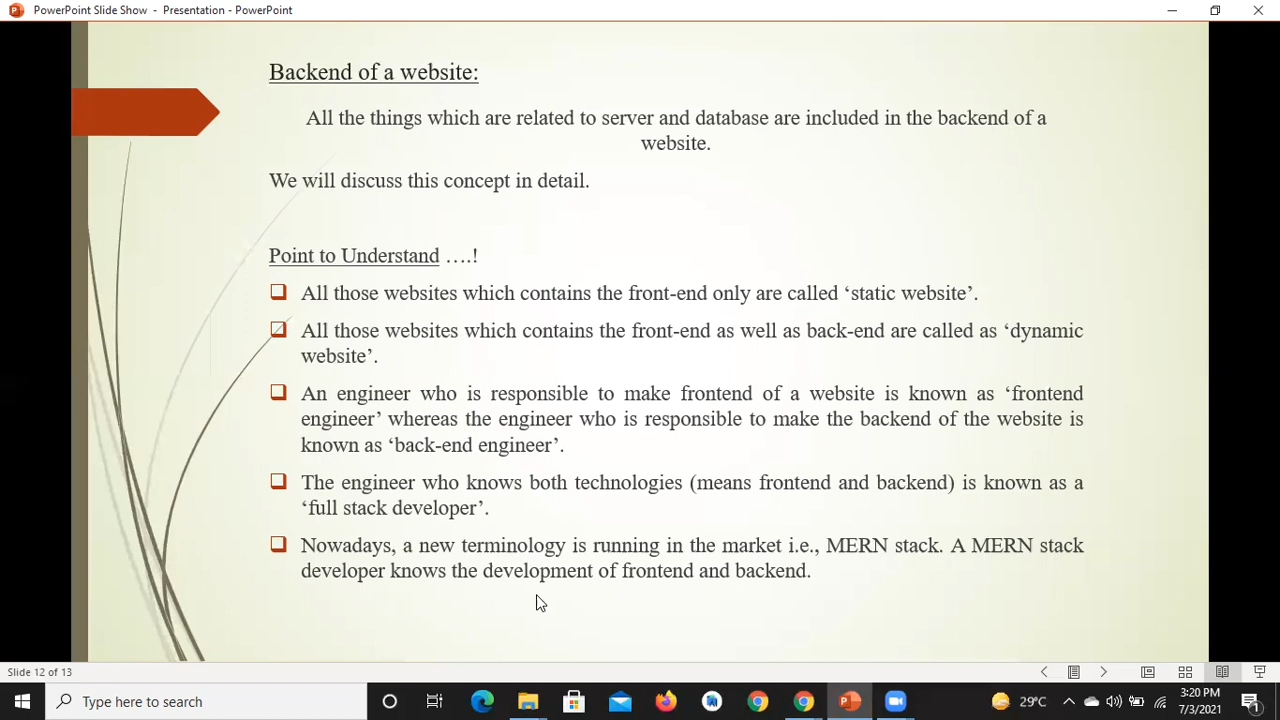 PowerPoint Slide Show - Presentation - PowerPoint
Backend of a website:
All the things which are related to server and database are included in the backend of a
website.
We will discuss this concept in detail.
Point to Understand ….!
All those websites which contains the front-end only are called ‘static website’.
All those websites which contains the front-end as well as back-end are called as ‘dynamic
website’.
An engineer who is responsible to make frontend of a website is known as ‘frontend
engineer’ whereas the engineer who is responsible to make the backend of the website is
known as ‘back-end engineer’.
The engineer who knows both technologies (means frontend and backend) is known as a
‘full stack developer’.
Nowadays, a new terminology is running in the market i.e., MERN stack. A MERN stack
developer knows the development of frontend and backend.
Slide 12 of 13
Type here to search
29°C
3:20 PM
7/3/2021
1